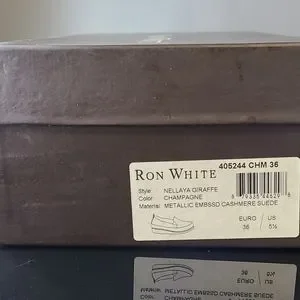 405244 CHM 36
RON WHITE
Style: NELLAYA GIRAFFE
Color: CHAMPAGNE
Material: METALLIC EMBSSD CASHMERE SUEDE
EURO US
36 5½